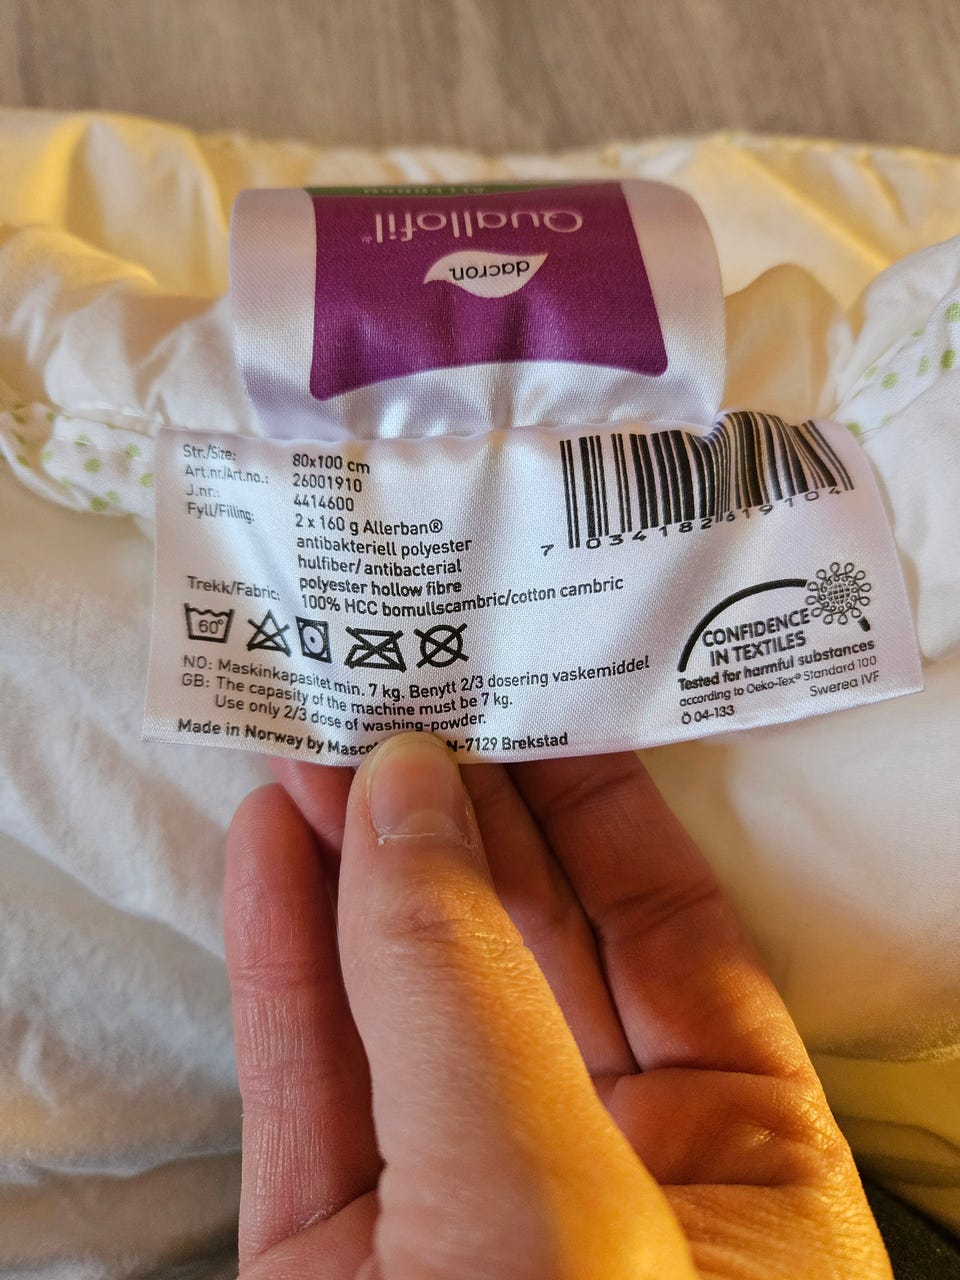 Quallofil®
dacron.
Str./Size: 80x100 cm
Art.nr./Art.no.: 26001910
J.nr.: 4414600
Fyll/Filling: 2 x 160 g Allerban®
antibakteriell polyester
hulfiber/antibacterial
polyester hollow fibre
Trekk/Fabric: 100% HCC bomullscambric/cotton cambric
7 034182 619104
60°
CONFIDENCE
IN TEXTILES
Tested for harmful substances
according to Oeko-Tex® Standard 100
Ö 04-133 Swerea IVF
NO: Maskinkapasitet min. 7 kg. Benytt 2/3 dosering vaskemiddel
GB: The capasity of the machine must be 7 kg.
Use only 2/3 dose of washing-powder.
Made in Norway by N-7129 Brekstad